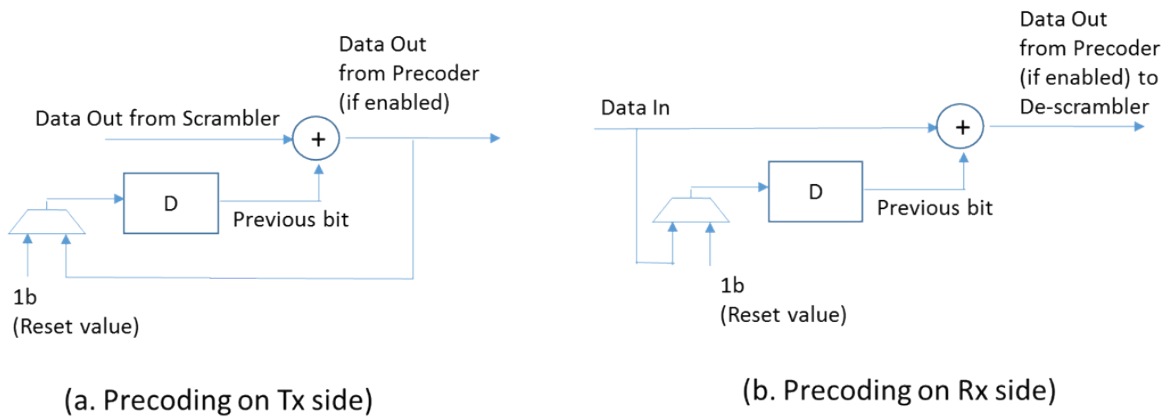 Data Out
from Precoder
(if enabled)
Data Out from Scrambler
+
D
Previous bit
1b
(Reset value)
(a. Precoding on Tx side)
Data Out
from Precoder
(if enabled) to
De-scrambler
Data In
+
D
Previous bit
1b
(Reset value)
(b. Precoding on Rx side)